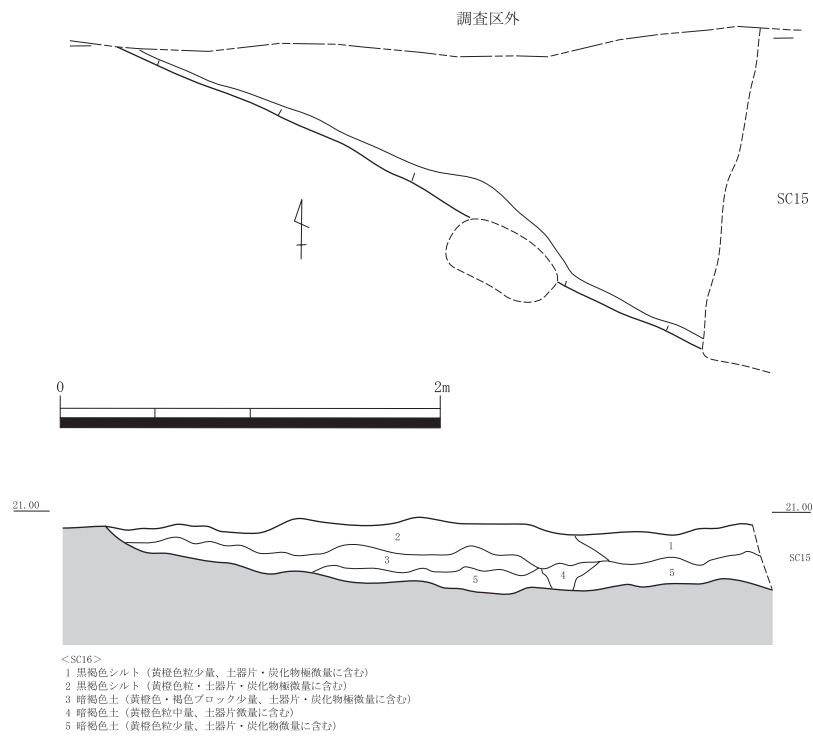 調査区外
SC15
0
2m
21.00
21.00
2
1
3
5
4
5
SC15
＜SC16＞
1 黒褐色シルト（黄橙色粒少量、土器片・炭化物極微量に含む）
2 黒褐色シルト（黄橙色粒・土器片・炭化物極微量に含む）
3 暗褐色土（黄橙色・褐色ブロック少量、土器片・炭化物極微量に含む）
4 暗褐色土（黄橙色粒中量、土器片微量に含む）
5 暗褐色土（黄橙色粒少量、土器片・炭化物微量に含む）